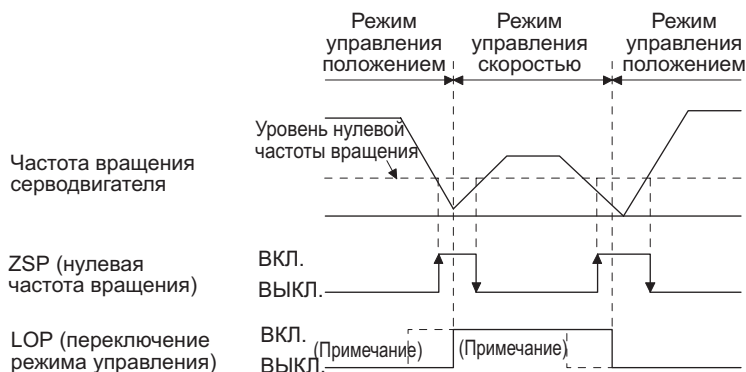 Режим
управления
положением
Режим
управления
скоростью
Режим
управления
положением
Уровень нулевой
частоты вращения
Частота вращения
серводвигателя
ZSP (нулевая
частота вращения)
ВКЛ.
ВЫКЛ.
LOP (переключение
режима управления)
ВКЛ.
ВЫКЛ.
(Примечание)
(Примечание)